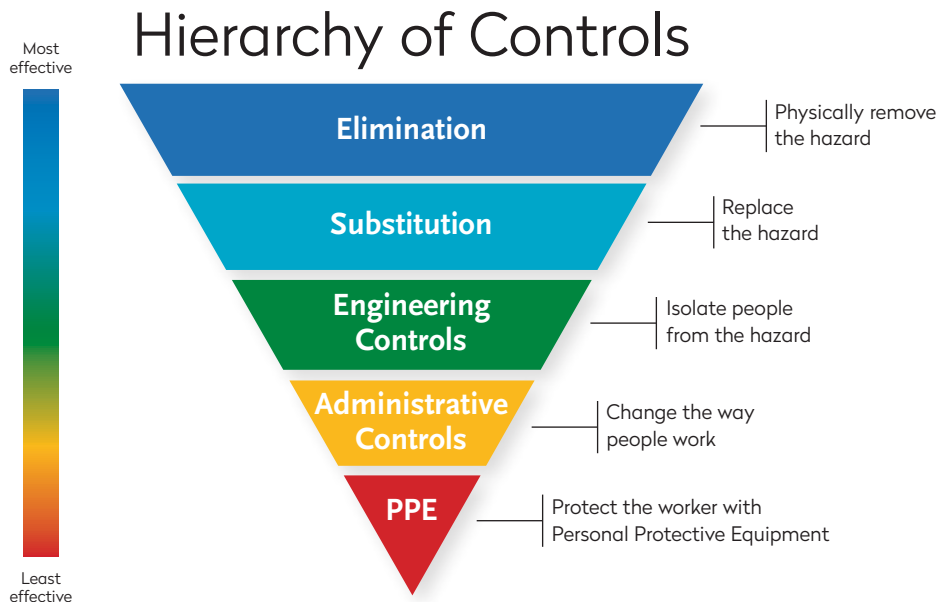 Hierarchy of Controls
Most
effective
Elimination
Physically remove
the hazard
Substitution
Replace
the hazard
Engineering
Controls
Isolate people
from the hazard
Administrative
Controls
Change the way
people work
PPE
Protect the worker with
Personal Protective Equipment
Least
effective